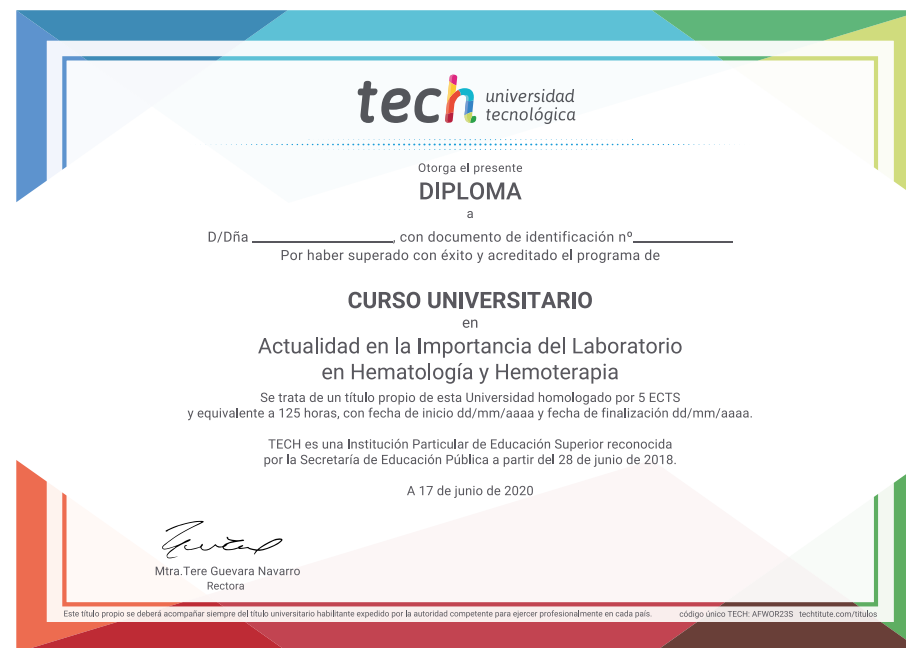 tech universidad
tecnológica
Otorga el presente
DIPLOMA
a
D/Dña ______________, con documento de identificación nº__________
Por haber superado con éxito y acreditado el programa de
CURSO UNIVERSITARIO
en
Actualidad en la Importancia del Laboratorio
en Hematología y Hemoterapia
Se trata de un título propio de esta Universidad homologado por 5 ECTS
y equivalente a 125 horas, con fecha de inicio dd/mm/aaaa y fecha de finalización dd/mm/aaaa.
TECH es una Institución Particular de Educación Superior reconocida
por la Secretaría de Educación Pública a partir del 28 de junio de 2018.
A 17 de junio de 2020
Mtra.Tere Guevara Navarro
Rectora
Este título propio se deberá acompañar siempre del título universitario habilitante expedido por la autoridad competente para ejercer profesionalmente en cada país. código único TECH: AFWOR23S techtitute.com/titulos